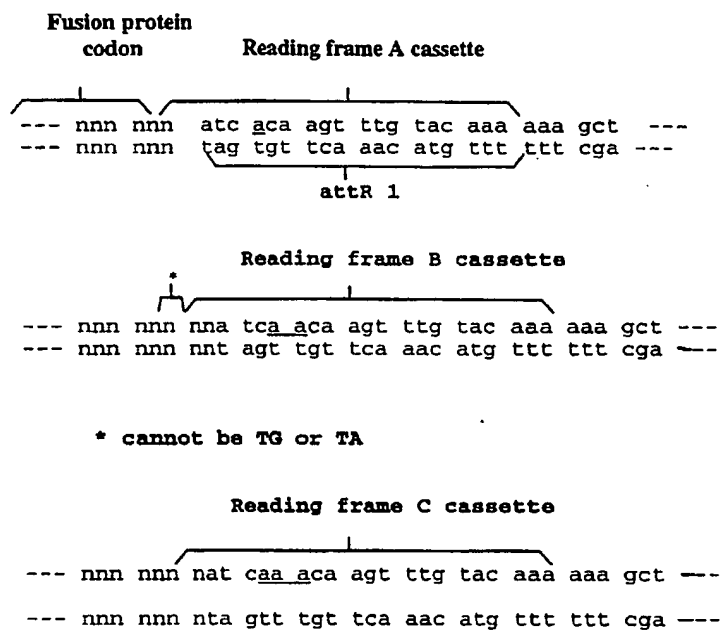 Fusion protein codon
Reading frame A cassette
--- nnn nnn atc aca agt ttg tac aaa aaa gct ---
--- nnn nnn tag tgt tca aac atg ttt ttt cga ---
attR 1
Reading frame B cassette
*
--- nnn nnn nna tca aca agt ttg tac aaa aaa gct ---
--- nnn nnn nnt agt tgt tca aac atg ttt ttt cga ---
* cannot be TG or TA
Reading frame C cassette
--- nnn nnn nat caa aca agt ttg tac aaa aaa gct ---
--- nnn nnn nta gtt tgt tca aac atg ttt ttt cga ---